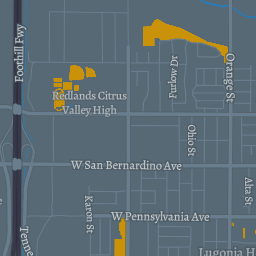 Foothill Fwy
Furlow Dr
Orange St
Redlands Citrus
Valley High
Ohio St
W San Bernardino Ave
Karon St
Alta St
W Pennsylvania Ave
Tenne
Lugonia H